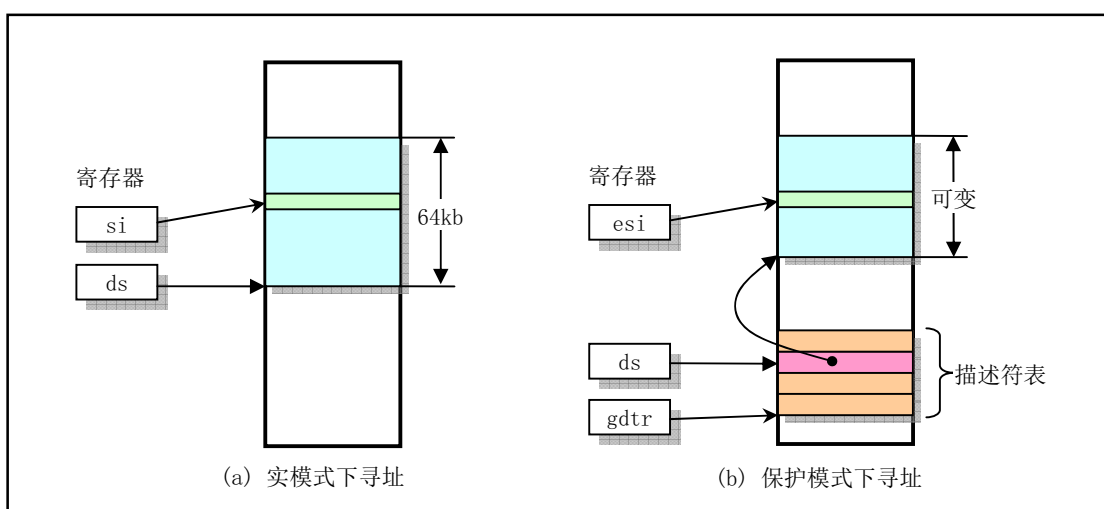 寄存器
si
ds
64kb
(a) 实模式下寻址
寄存器
esi
可变
ds
gdtr
描述符表
(b) 保护模式下寻址